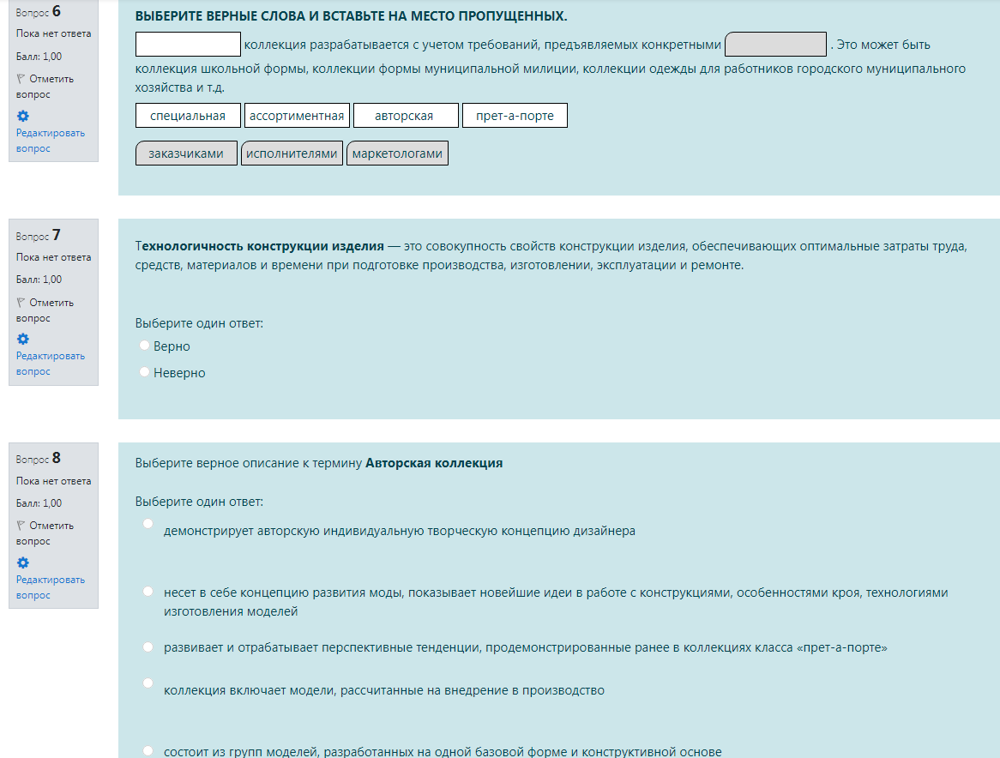 Вопрос 6
Пока нет ответа
Балл: 1,00
Отметить
вопрос
Редактировать
вопрос
ВЫБЕРИТЕ ВЕРНЫЕ СЛОВА И ВСТАВЬТЕ НА МЕСТО ПРОПУЩЕННЫХ.
коллекция разрабатывается с учетом требований, предъявляемых конкретными . Это может быть
коллекция школьной формы, коллекции формы муниципальной милиции, коллекции одежды для работников городского муниципального
хозяйства и т.д.
специальная ассортиментная авторская прет-а-порте
заказчиками исполнителями маркетологами
Вопрос 7
Пока нет ответа
Балл: 1,00
Отметить
вопрос
Редактировать
вопрос
Технологичность конструкции изделия — это совокупность свойств конструкции изделия, обеспечивающих оптимальные затраты труда,
средств, материалов и времени при подготовке производства, изготовлении, эксплуатации и ремонте.
Выберите один ответ:
Верно
Неверно
Вопрос 8
Пока нет ответа
Балл: 1,00
Отметить
вопрос
Редактировать
вопрос
Выберите верное описание к термину Авторская коллекция
Выберите один ответ:
демонстрирует авторскую индивидуальную творческую концепцию дизайнера
несет в себе концепцию развития моды, показывает новейшие идеи в работе с конструкциями, особенностями кроя, технологиями
изготовления моделей
развивает и отрабатывает перспективные тенденции, продемонстрированные ранее в коллекциях класса «прет-а-порте»
коллекция включает модели, рассчитанные на внедрение в производство
состоит из групп моделей, разработанных на одной базовой форме и конструктивной основе